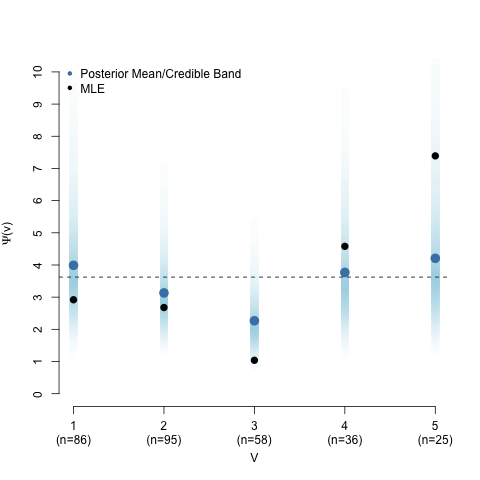 Posterior Mean/Credible Band
MLE
Ψ(v)
10
9
8
7
6
5
4
3
2
1
0
1 2 3 4 5
(n=86) (n=95) (n=58) (n=36) (n=25)
V